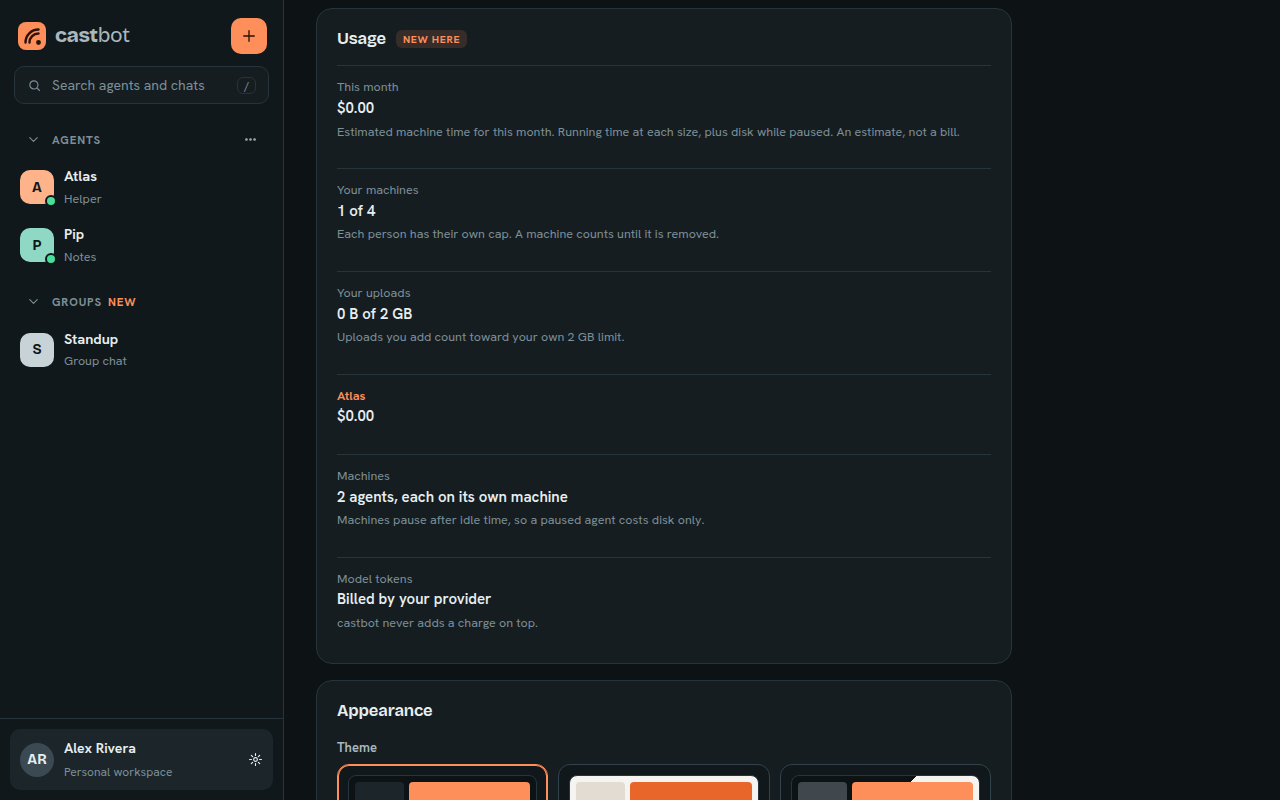 castbot
+
Search agents and chats /
AGENTS
A
Atlas
Helper
P
Pip
Notes
GROUPS NEW
S
Standup
Group chat
AR
Alex Rivera
Personal workspace
Usage NEW HERE
This month
$0.00
Estimated machine time for this month. Running time at each size, plus disk while paused. An estimate, not a bill.
Your machines
1 of 4
Each person has their own cap. A machine counts until it is removed.
Your uploads
0 B of 2 GB
Uploads you add count toward your own 2 GB limit.
Atlas
$0.00
Machines
2 agents, each on its own machine
Machines pause after idle time, so a paused agent costs disk only.
Model tokens
Billed by your provider
castbot never adds a charge on top.
Appearance
Theme